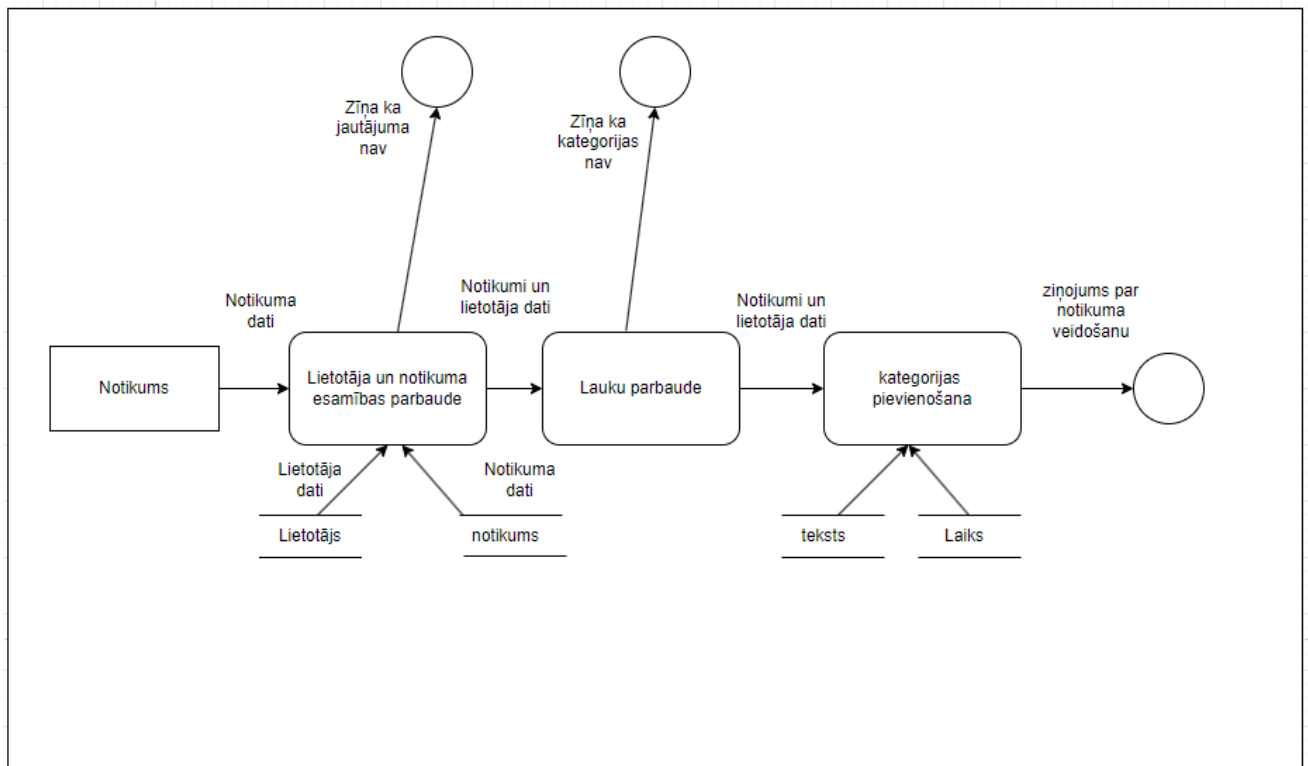 Zīņa ka
jautājuma
nav
Zīņa ka
kategorijas
nav
Notikuma
dati
Notikumi un
lietotāja dati
Notikumi un
lietotāja dati
ziņojums par
notikuma
veidošanu
Notikums
Lietotāja un notikuma
esamības parbaude
Lauku parbaude
kategorijas
pievienošana
Lietotāja
dati
Notikuma
dati
Lietotājs
notikums
teksts
Laiks